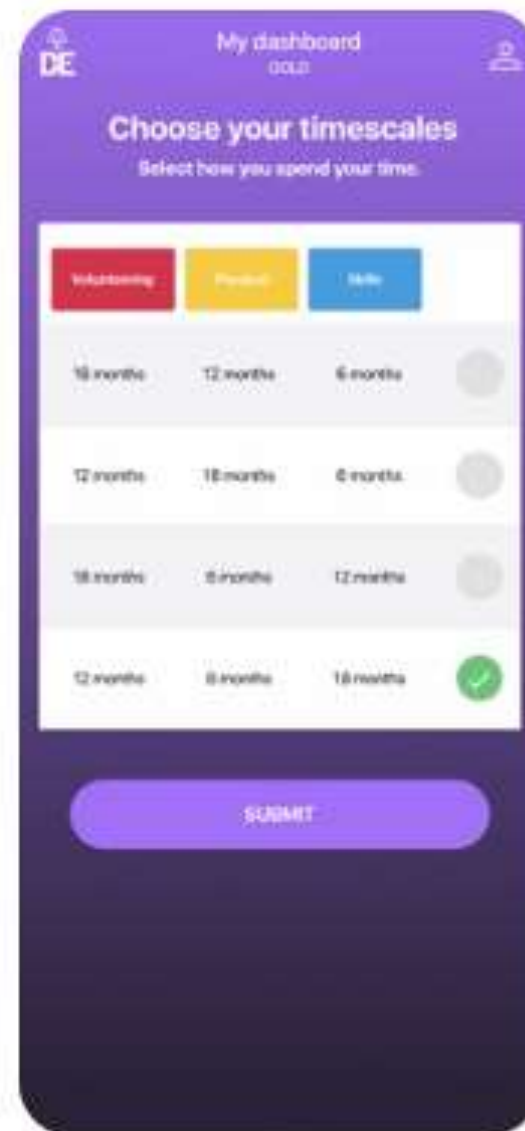 DE
My dashboard
GOLD
Choose your timescales
Select how you spend your time.
Volunteering Physical Skills
18 months 12 months 6 months
12 months 18 months 6 months
18 months 6 months 12 months
12 months 6 months 18 months
SUBMIT